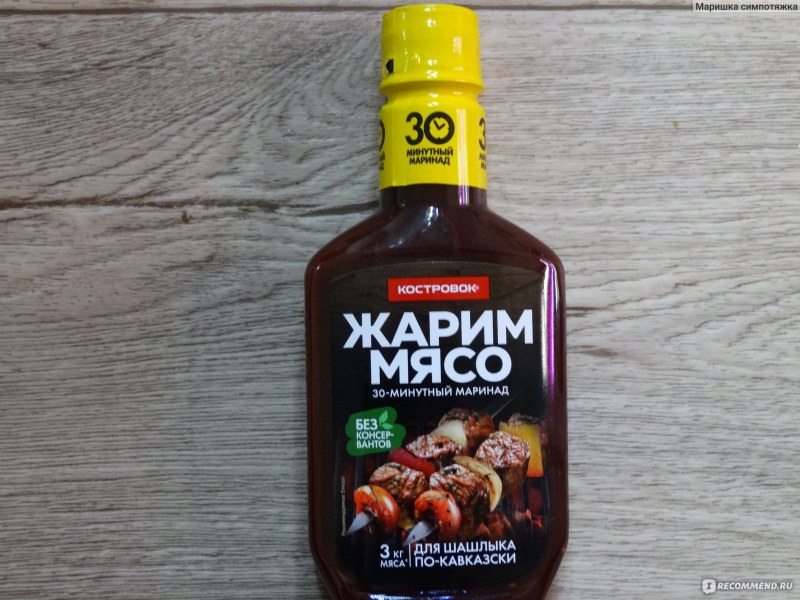 Маришка симпотяжка
30
МИНУТНЫЙ
МАРИНАД
КОСТРОВОК®
ЖАРИМ
МЯСО
30-МИНУТНЫЙ МАРИНАД
БЕЗ
КОНСЕР-
ВАНТОВ
3 КГ
МЯСА*
ДЛЯ ШАШЛЫКА
ПО-КАВКАЗСКИ
IRECOMMEND.RU